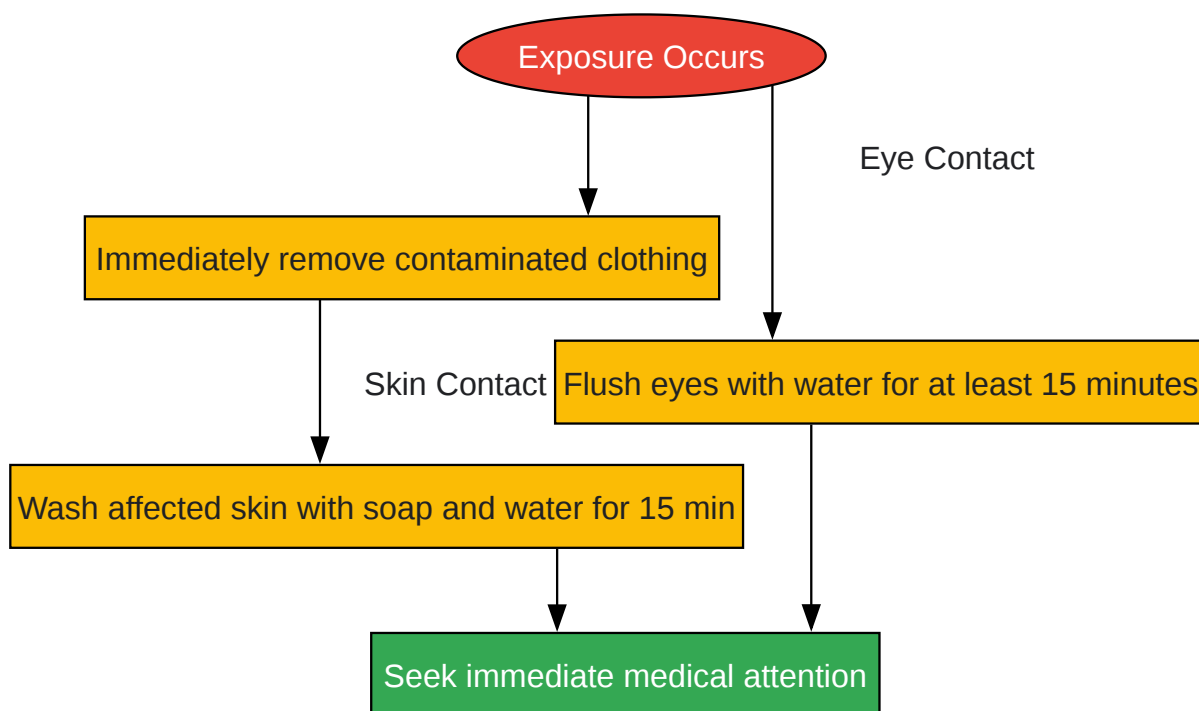 Exposure Occurs
Eye Contact
Immediately remove contaminated clothing
Skin Contact
Flush eyes with water for at least 15 minutes
Wash affected skin with soap and water for 15 min
Seek immediate medical attention